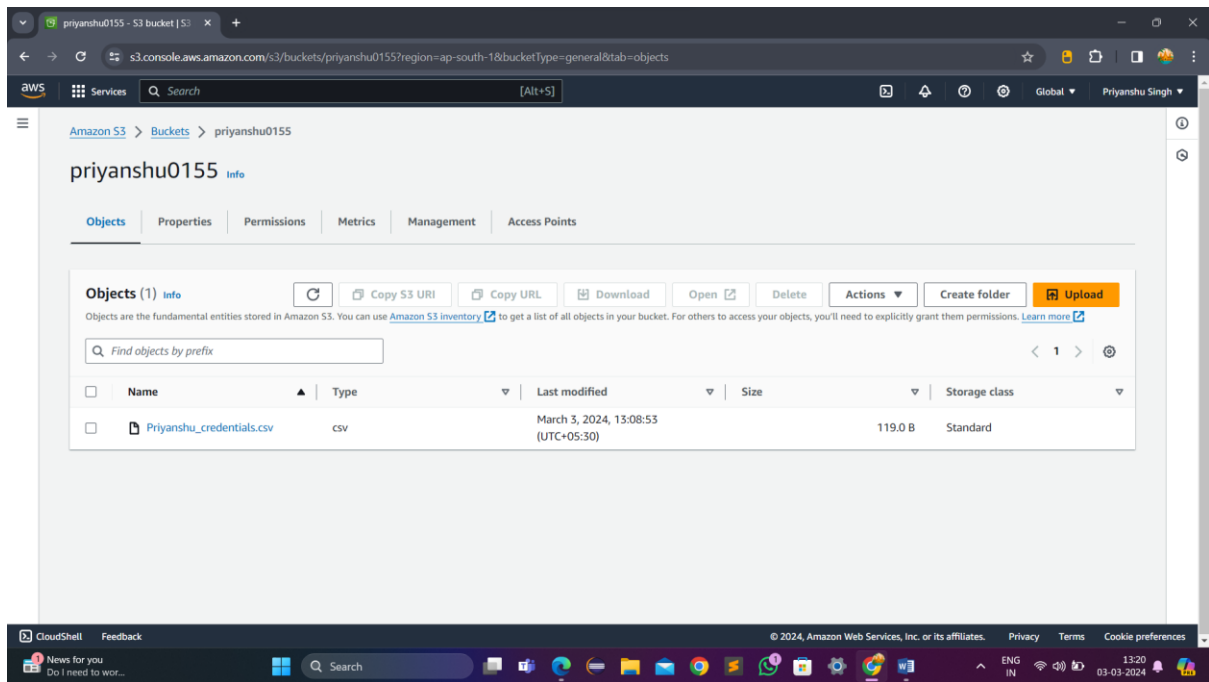 priyanshu0155 - S3 bucket | S3
s3.console.aws.amazon.com/s3/buckets/priyanshu0155?region=ap-south-1&bucketType=general&tab=objects
aws Services Search [Alt+S] Global Priyanshu Singh
Amazon S3 > Buckets > priyanshu0155
priyanshu0155 Info
Objects Properties Permissions Metrics Management Access Points
Objects (1) Info Copy S3 URI Copy URL Download Open Delete Actions Create folder Upload
Objects are the fundamental entities stored in Amazon S3. You can use Amazon S3 inventory to get a list of all objects in your bucket. For others to access your objects, you'll need to explicitly grant them permissions. Learn more
Find objects by prefix 1
Name Type Last modified Size Storage class
Priyanshu_credentials.csv csv March 3, 2024, 13:08:53 119.0 B Standard
(UTC+05:30)
CloudShell Feedback © 2024, Amazon Web Services, Inc. or its affiliates. Privacy Terms Cookie preferences
1 News for you Search ENG 13:20
Do I need to wor... IN 03-03-2024